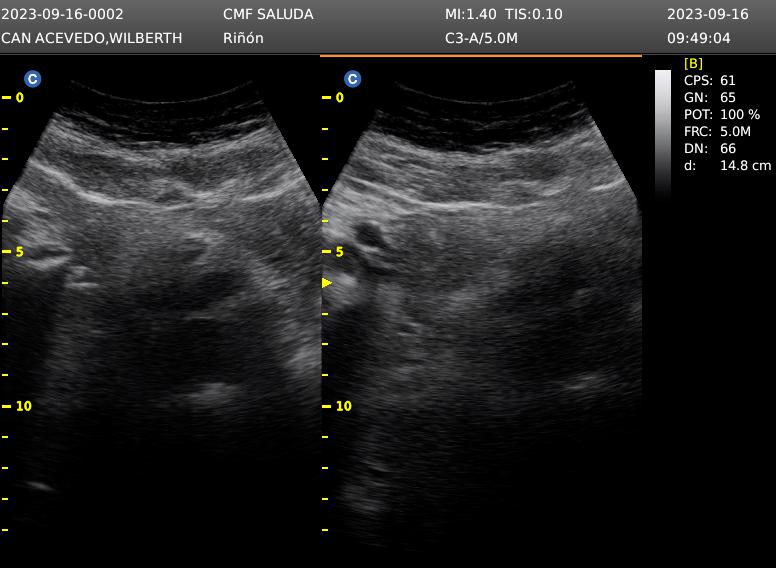 2023-09-16-0002 CMF SALUDA MI:1.40 TIS:0.10 2023-09-16
CAN ACEVEDO,WILBERTH Riñón C3-A/5.0M 09:49:04
C C [B]
0 0 CPS: 61
GN: 65
POT: 100 %
FRC: 5.0M
DN: 66
d: 14.8 cm
5 5
10 10